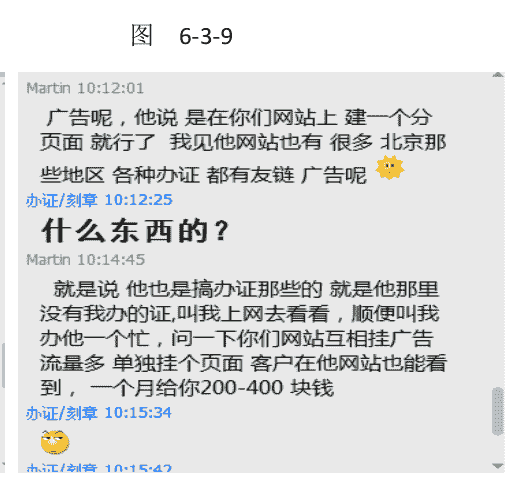 图 6-3-9
Martin 10:12:01
广告呢，他说 是在你们网站上 建一个分
页面 就行了 我见他网站也有 很多 北京那
些地区 各种办证 都有友链 广告呢
办证/刻章 10:12:25
什么东西的？
Martin 10:14:45
就是说 他也是搞办证那些的 就是他那里
没有我办的证,叫我上网去看看，顺便叫我
办他一个忙，问一下你们网站互相挂广告
流量多 单独挂个页面 客户在他网站也能看
到， 一个月给你200-400 块钱
办证/刻章 10:15:34
办证/刻章 10:15:42